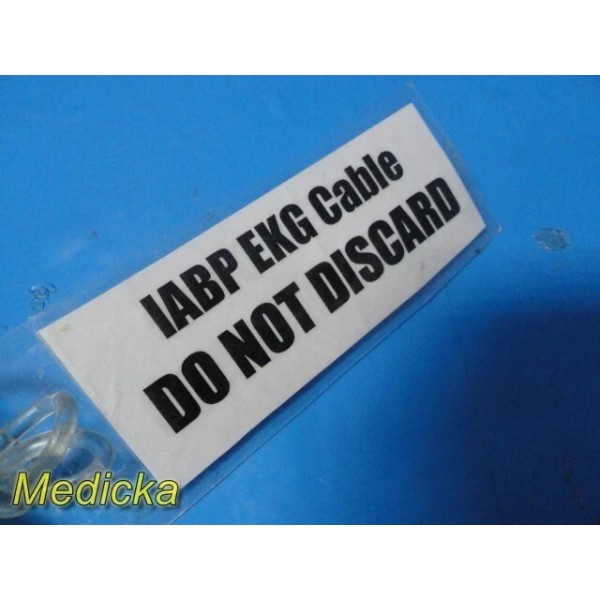 IABP EKG Cable
DO NOT DISCARD
Medicka